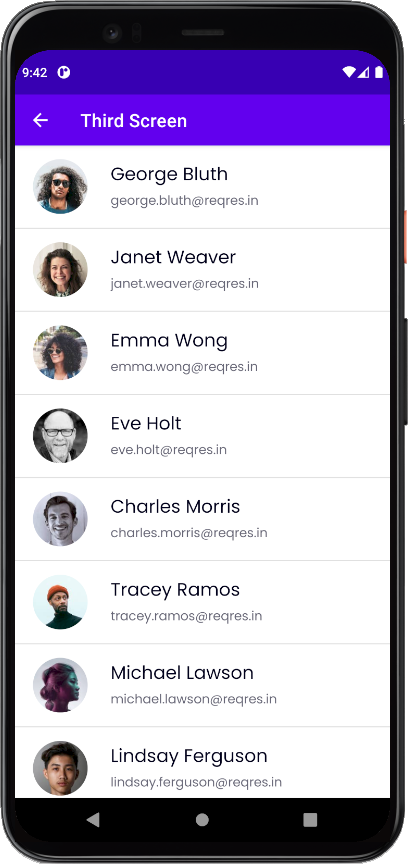 9:42
Third Screen
George Bluth
george.bluth@reqres.in
Janet Weaver
janet.weaver@reqres.in
Emma Wong
emma.wong@reqres.in
Eve Holt
eve.holt@reqres.in
Charles Morris
charles.morris@reqres.in
Tracey Ramos
tracey.ramos@reqres.in
Michael Lawson
michael.lawson@reqres.in
Lindsay Ferguson
lindsay.ferguson@reqres.in